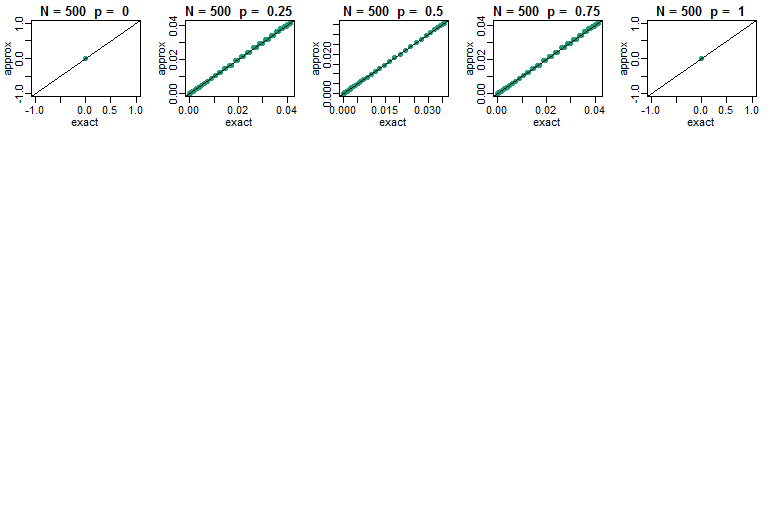 N = 500 p = 0
approx
-1.0 0.0 1.0
-1.0 0.0 1.0
exact
N = 500 p = 0.25
approx
0.00 0.02 0.04
0.00 0.02 0.04
exact
N = 500 p = 0.5
approx
0.000 0.020
0.000 0.015 0.030
exact
N = 500 p = 0.75
approx
0.00 0.02 0.04
0.00 0.02 0.04
exact
N = 500 p = 1
approx
-1.0 0.0 1.0
-1.0 0.0 1.0
exact